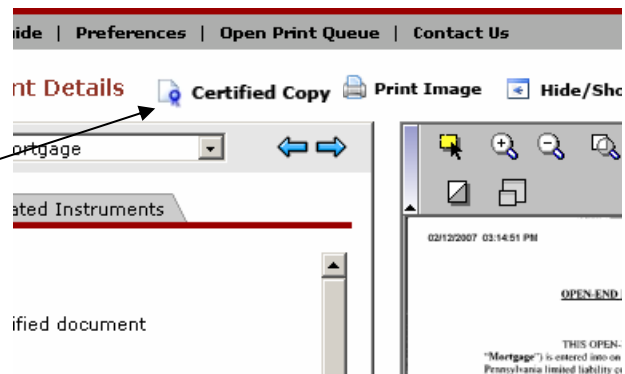 ide | Preferences | Open Print Queue | Contact Us
nt Details Certified Copy Print Image Hide/Sho
ortgage
ated Instruments
02/12/2007 03:14:51 PM
OPEN-END
ified document
THIS OPEN-
"Mortgage") is entered into on
Pennsylvania limited liability co